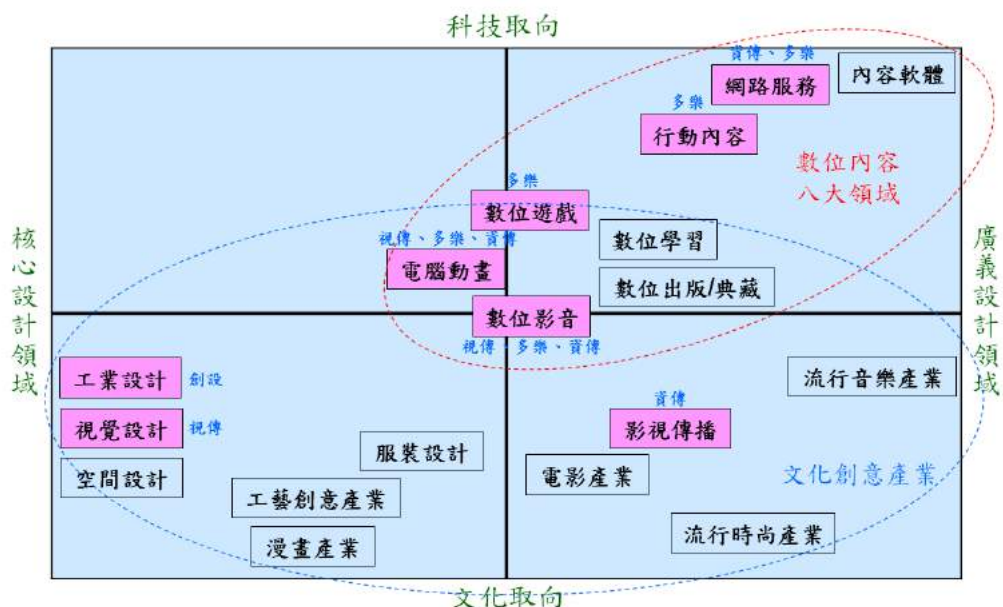 科技取向
資傳、多樂
網路服務
內容軟體
多樂
行動內容
數位內容
八大領域
多樂
數位遊戲
數位學習
視傳、多樂、資傳
電腦動畫
數位出版/典藏
數位影音
視傳、多樂、資傳
核心設計領域
廣義設計領域
工業設計
創設
流行音樂產業
視覺設計
視傳
資傳
影視傳播
服裝設計
空間設計
電影產業
文化創意產業
工藝創意產業
漫畫產業
流行時尚產業
文化取向